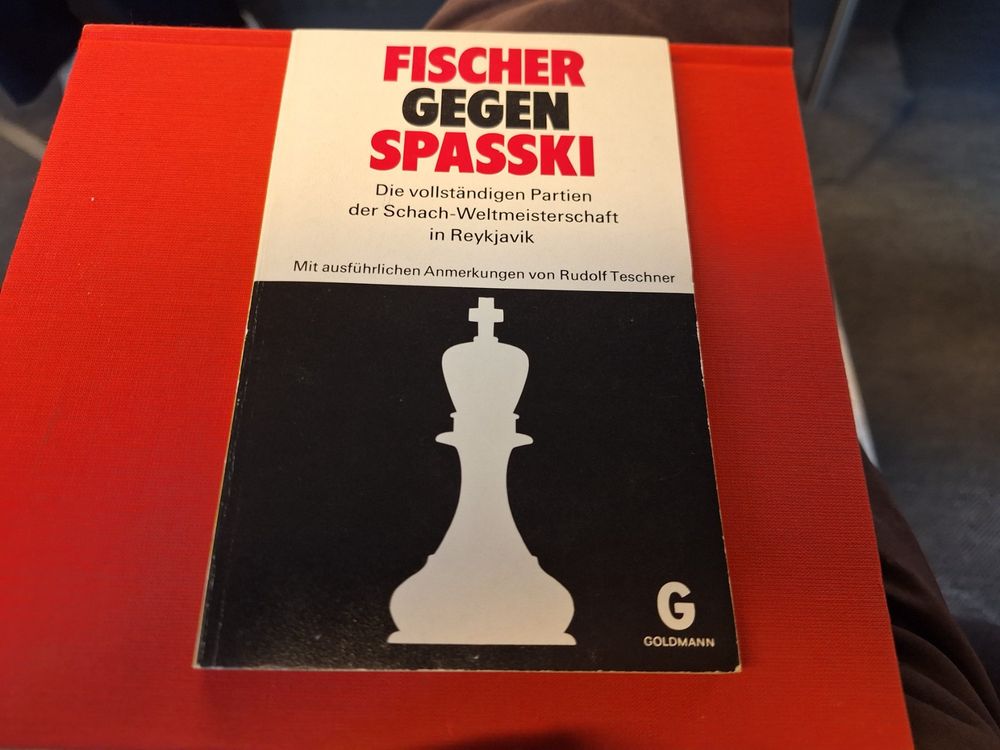 FISCHER
GEGEN
SPASSKI
Die vollständigen Partien
der Schach-Weltmeisterschaft
in Reykjavik
Mit ausführlichen Anmerkungen von Rudolf Teschner
G
GOLDMANN